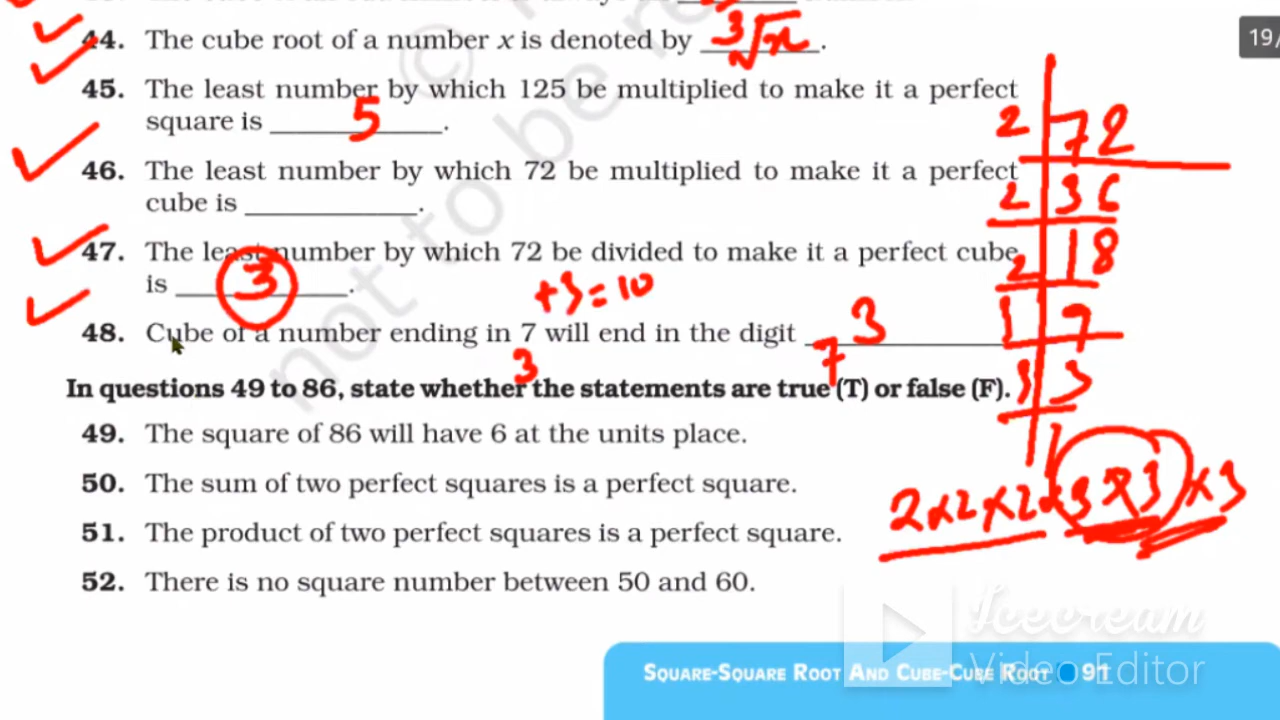 19/
44. The cube root of a number x is denoted by ∛x.
45. The least number by which 125 be multiplied to make it a perfect
square is 5.
46. The least number by which 72 be multiplied to make it a perfect
cube is ____________.
47. The least number by which 72 be divided to make it a perfect cube
is 3.
+3=10
48. Cube of a number ending in 7 will end in the digit 3
3
7
In questions 49 to 86, state whether the statements are true (T) or false (F).
49. The square of 86 will have 6 at the units place.
50. The sum of two perfect squares is a perfect square.
51. The product of two perfect squares is a perfect square.
52. There is no square number between 50 and 60.
2 72
2 36
2 18
9
3 3
2×2×2×3×3×3
not to be re
©
Icecream
Video Editor
SQUARE-SQUARE ROOT AND CUBE-CUBE ROOT 91